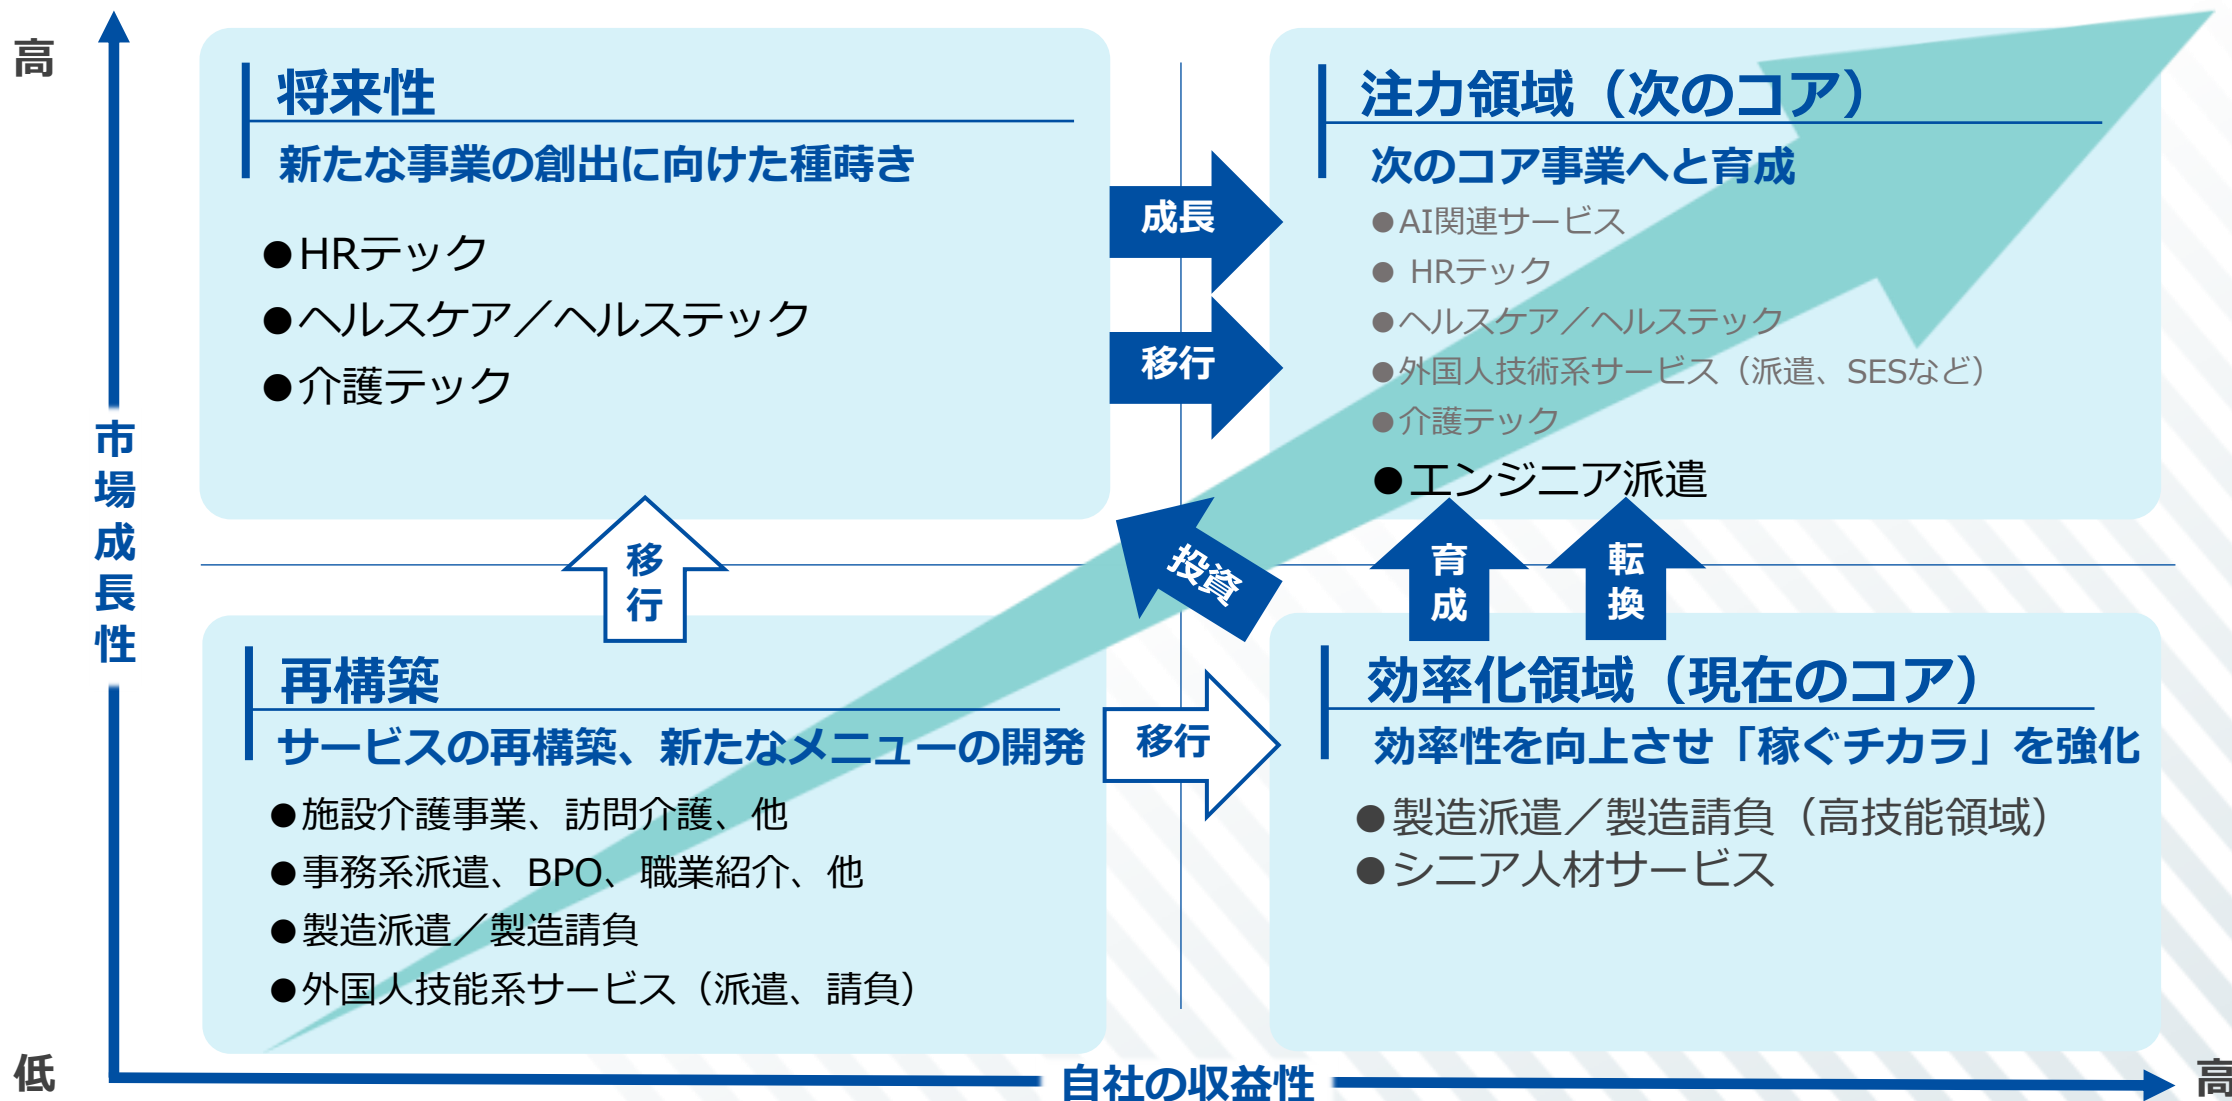 高
市場成長性
低
将来性
新たな事業の創出に向けた種蒔き
●HRテック
●ヘルスケア／ヘルステック
●介護テック
成長
移行
注力領域（次のコア）
次のコア事業へと育成
●AI関連サービス
● HRテック
●ヘルスケア／ヘルステック
●外国人技術系サービス（派遣、SESなど）
●介護テック
●エンジニア派遣
移行
投資
育成
転換
再構築
サービスの再構築、新たなメニューの開発
●施設介護事業、訪問介護、他
●事務系派遣、BPO、職業紹介、他
●製造派遣／製造請負
●外国人技能系サービス（派遣、請負）
移行
効率化領域（現在のコア）
効率性を向上させ「稼ぐチカラ」を強化
●製造派遣／製造請負（高技能領域）
●シニア人材サービス
自社の収益性
高